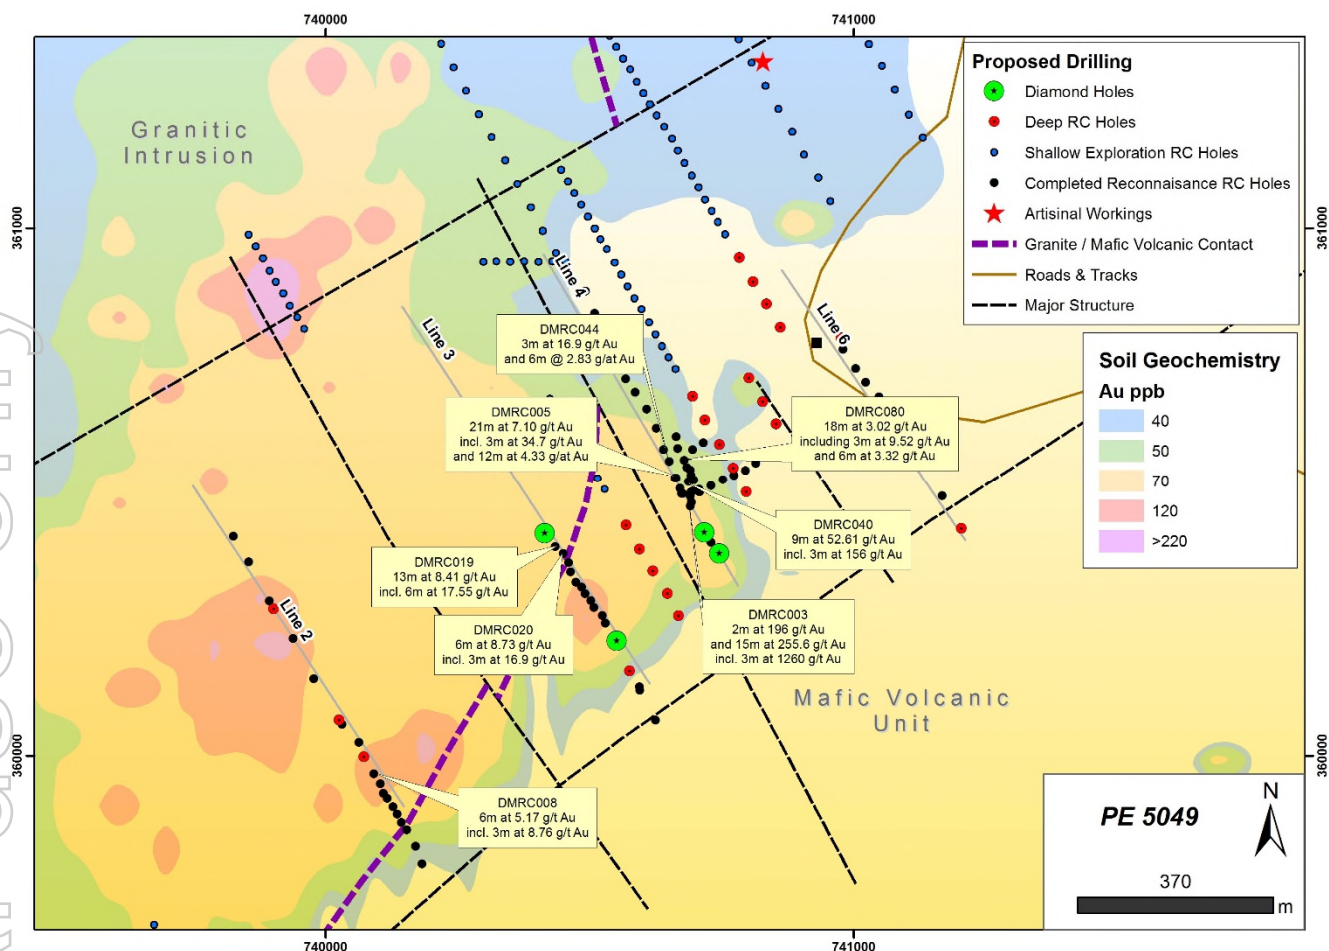 740000
741000
Proposed Drilling
Diamond Holes
Deep RC Holes
Shallow Exploration RC Holes
Completed Reconnaisance RC Holes
Artisinal Workings
Granite / Mafic Volcanic Contact
Roads & Tracks
Major Structure
Granitic
Intrusion
361000
361000
Line 4
Line 3
Line 6
Soil Geochemistry
Au ppb
40
50
70
120
>220
DMRC044
3m at 16.9 g/t Au
and 6m @ 2.83 g/at Au
DMRC005
21m at 7.10 g/t Au
incl. 3m at 34.7 g/t Au
and 12m at 4.33 g/at Au
DMRC080
18m at 3.02 g/t Au
including 3m at 9.52 g/t Au
and 6m at 3.32 g/t Au
DMRC040
9m at 52.61 g/t Au
incl. 3m at 156 g/t Au
DMRC019
13m at 8.41 g/t Au
incl. 6m at 17.55 g/t Au
DMRC020
6m at 8.73 g/t Au
incl. 3m at 16.9 g/t Au
DMRC003
2m at 196 g/t Au
and 15m at 255.6 g/t Au
incl. 3m at 1260 g/t Au
Line 2
Mafic Volcanic
Unit
360000
360000
DMRC008
6m at 5.17 g/t Au
incl. 3m at 8.76 g/t Au
PE 5049
N
370
m
740000
741000